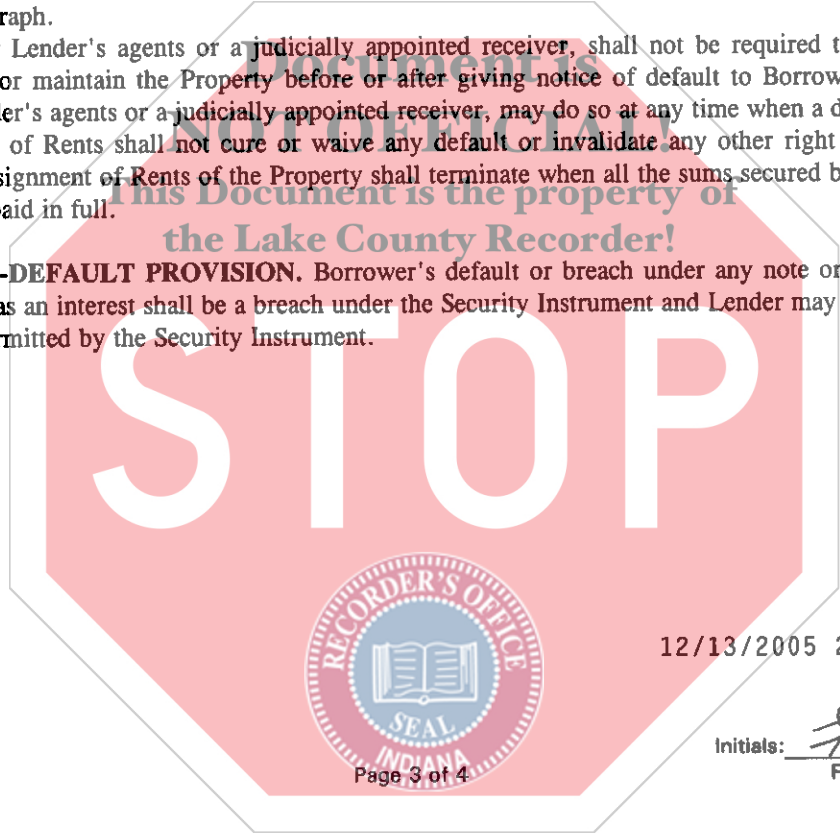 raph.
Lender's agents or a judicially appointed receiver, shall not be required t
or maintain the Property before or after giving notice of default to Borrow
er's agents or a judicially appointed receiver, may do so at any time when a d
of Rents shall not cure or waive any default or invalidate any other right
signment of Rents of the Property shall terminate when all the sums secured b
aid in full.
-DEFAULT PROVISION. Borrower's default or breach under any note or
as an interest shall be a breach under the Security Instrument and Lender may
mitted by the Security Instrument.
Document is
NOT OFFICIAL!
This Document is the property of
the Lake County Recorder!
STOP
RECORDER'S OFFICE
SEAL
INDIANA
12/13/2005 2
Initials:
F
Page 3 of 4